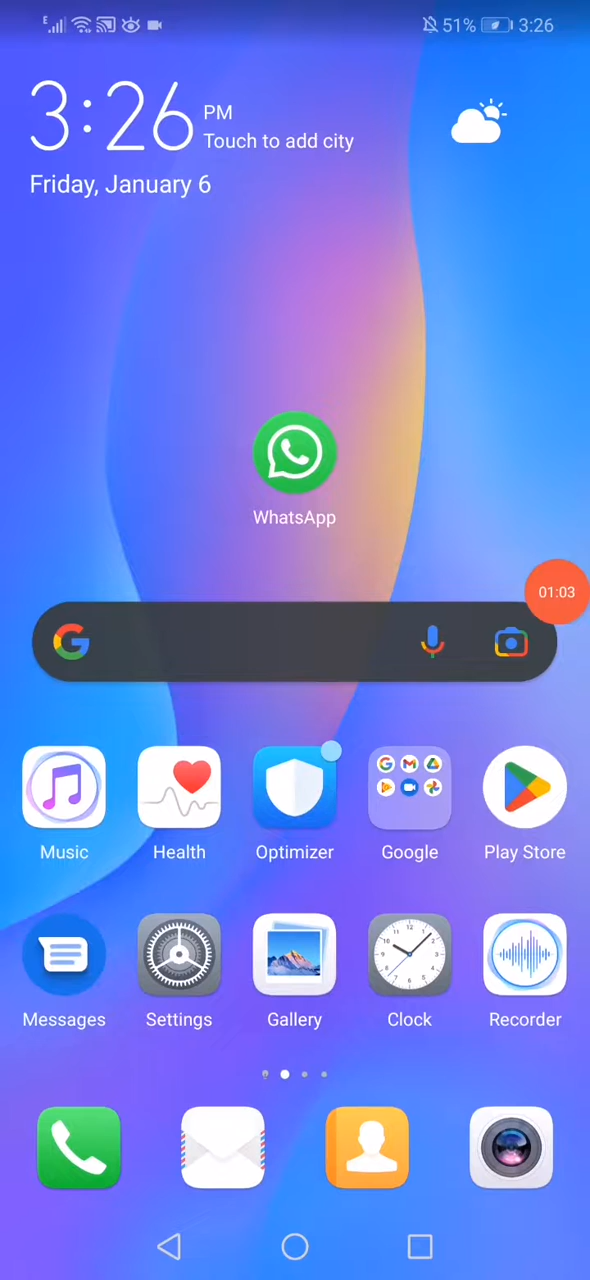 E 51% 3:26
3:26 PM
Touch to add city
Friday, January 6
WhatsApp
01:03
Music Health Optimizer Google Play Store
Messages Settings Gallery Clock Recorder